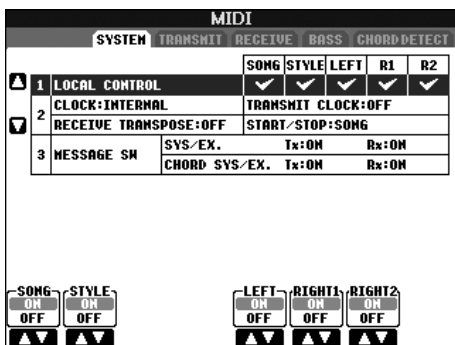 MIDI
SYSTEM TRANSMIT RECEIVE BASS CHORD DETECT
SONG STYLE LEFT R1 R2
1 LOCAL CONTROL
2 CLOCK:INTERNAL TRANSMIT CLOCK:OFF
RECEIVE TRANSPOSE:OFF START/STOP:SONG
3 MESSAGE SW SYS/EX. Tx:ON Rx:ON
CHORD SYS/EX. Tx:ON Rx:ON
SONG STYLE LEFT RIGHT1 RIGHT2
ON ON ON ON ON
OFF OFF OFF OFF OFF